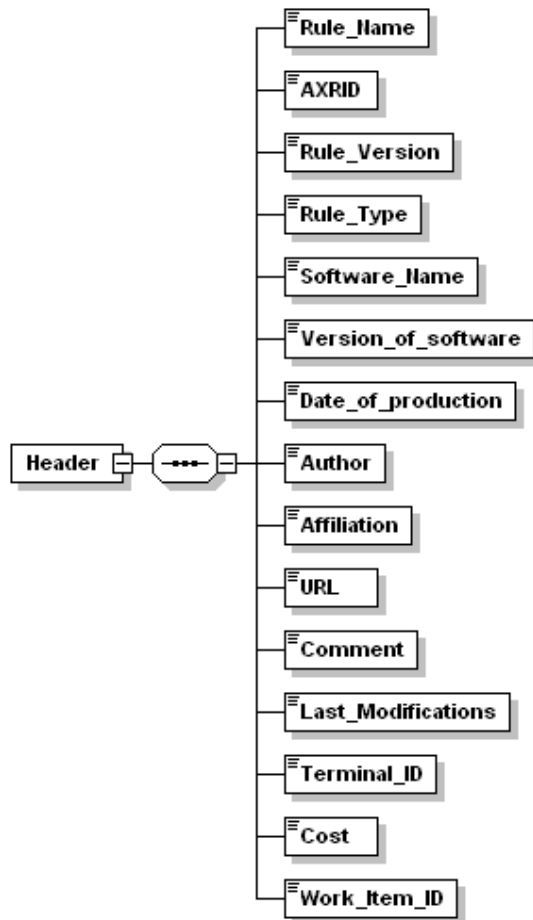 Rule_Name
AXRID
Rule_Version
Rule_Type
Software_Name
Version_of_software
Date_of_production
Header
Author
Affiliation
URL
Comment
Last_Modifications
Terminal_ID
Cost
Work_Item_ID